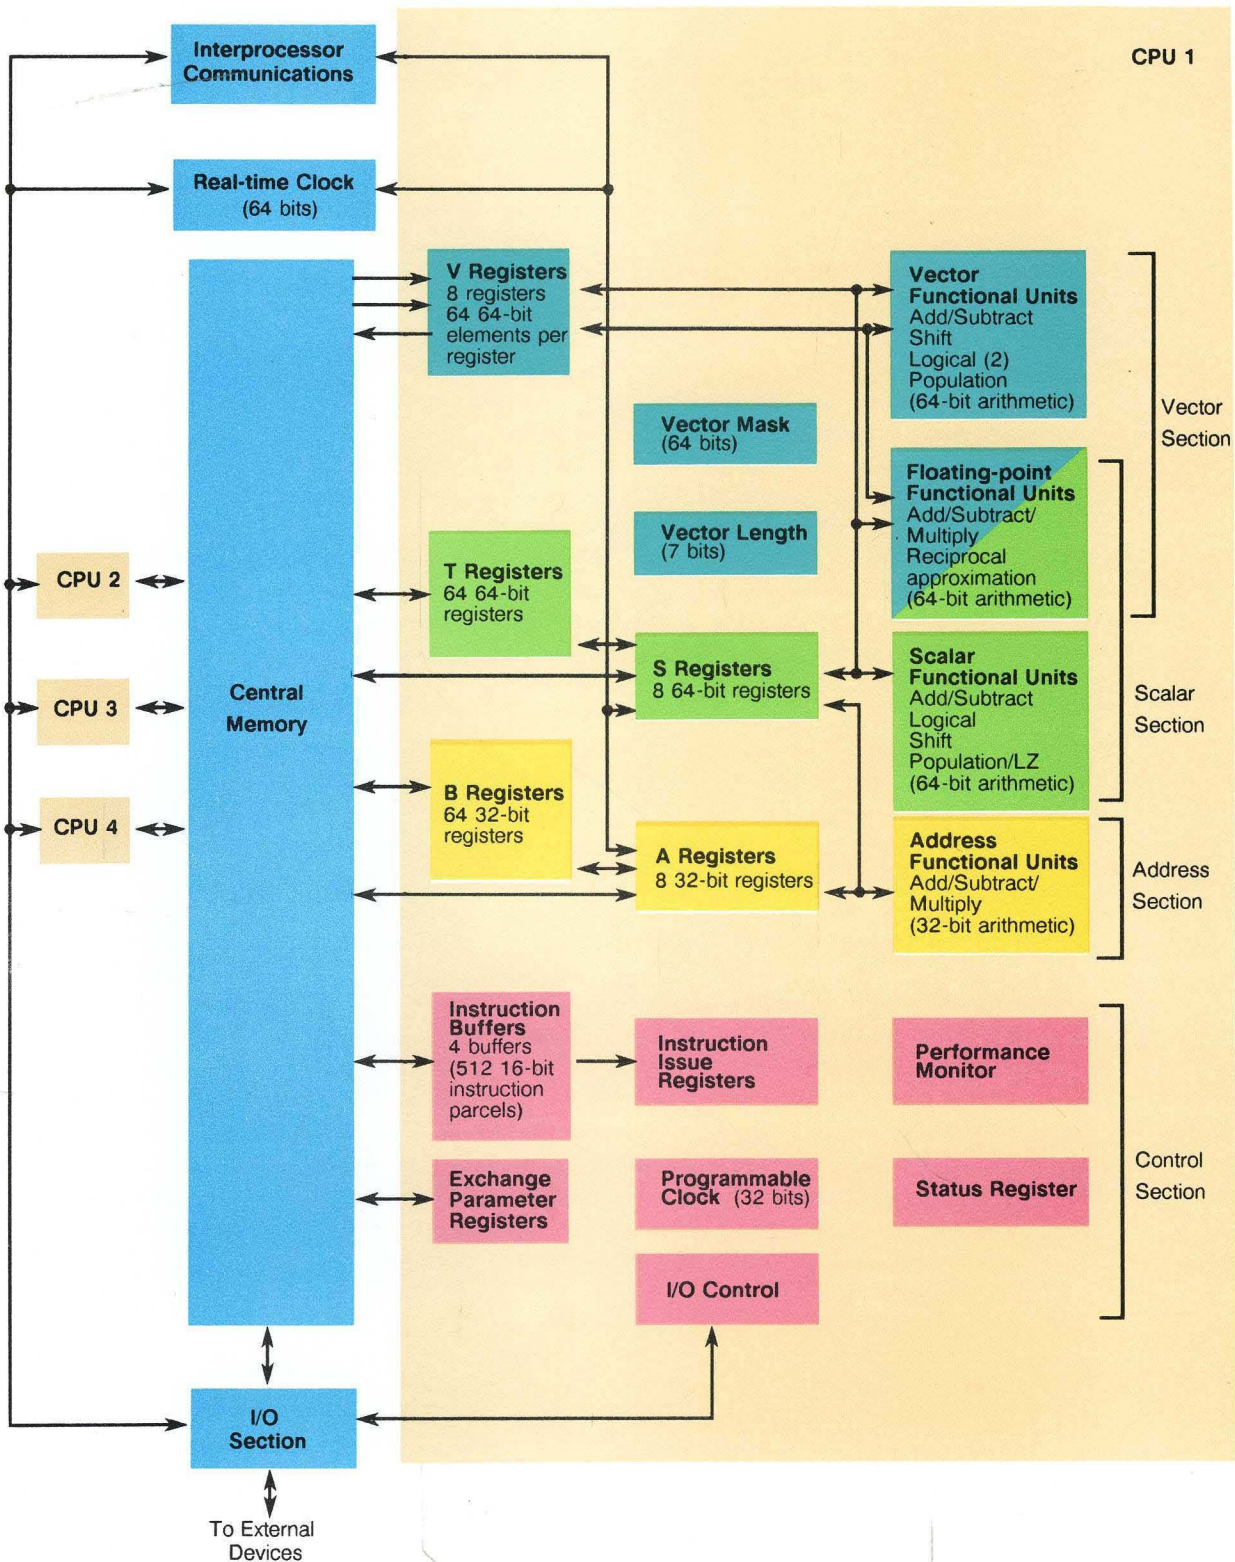 CPU 1
Interprocessor
Communications
Real-time Clock
(64 bits)
V Registers
8 registers
64 64-bit
elements per
register
Vector
Functional Units
Add/Subtract
Shift
Logical (2)
Population
(64-bit arithmetic)
Vector
Section
Vector Mask
(64 bits)
Floating-point
Functional Units
Add/Subtract/
Multiply
Reciprocal
approximation
(64-bit arithmetic)
Vector Length
(7 bits)
CPU 2
T Registers
64 64-bit
registers
CPU 3
Central
Memory
S Registers
8 64-bit registers
Scalar
Functional Units
Add/Subtract
Logical
Shift
Population/LZ
(64-bit arithmetic)
Scalar
Section
CPU 4
B Registers
64 32-bit
registers
A Registers
8 32-bit registers
Address
Functional Units
Add/Subtract/
Multiply
(32-bit arithmetic)
Address
Section
Instruction
Buffers
4 buffers
(512 16-bit
instruction
parcels)
Instruction
Issue
Registers
Performance
Monitor
Control
Section
Exchange
Parameter
Registers
Programmable
Clock (32 bits)
Status Register
I/O Control
I/O
Section
To External
Devices